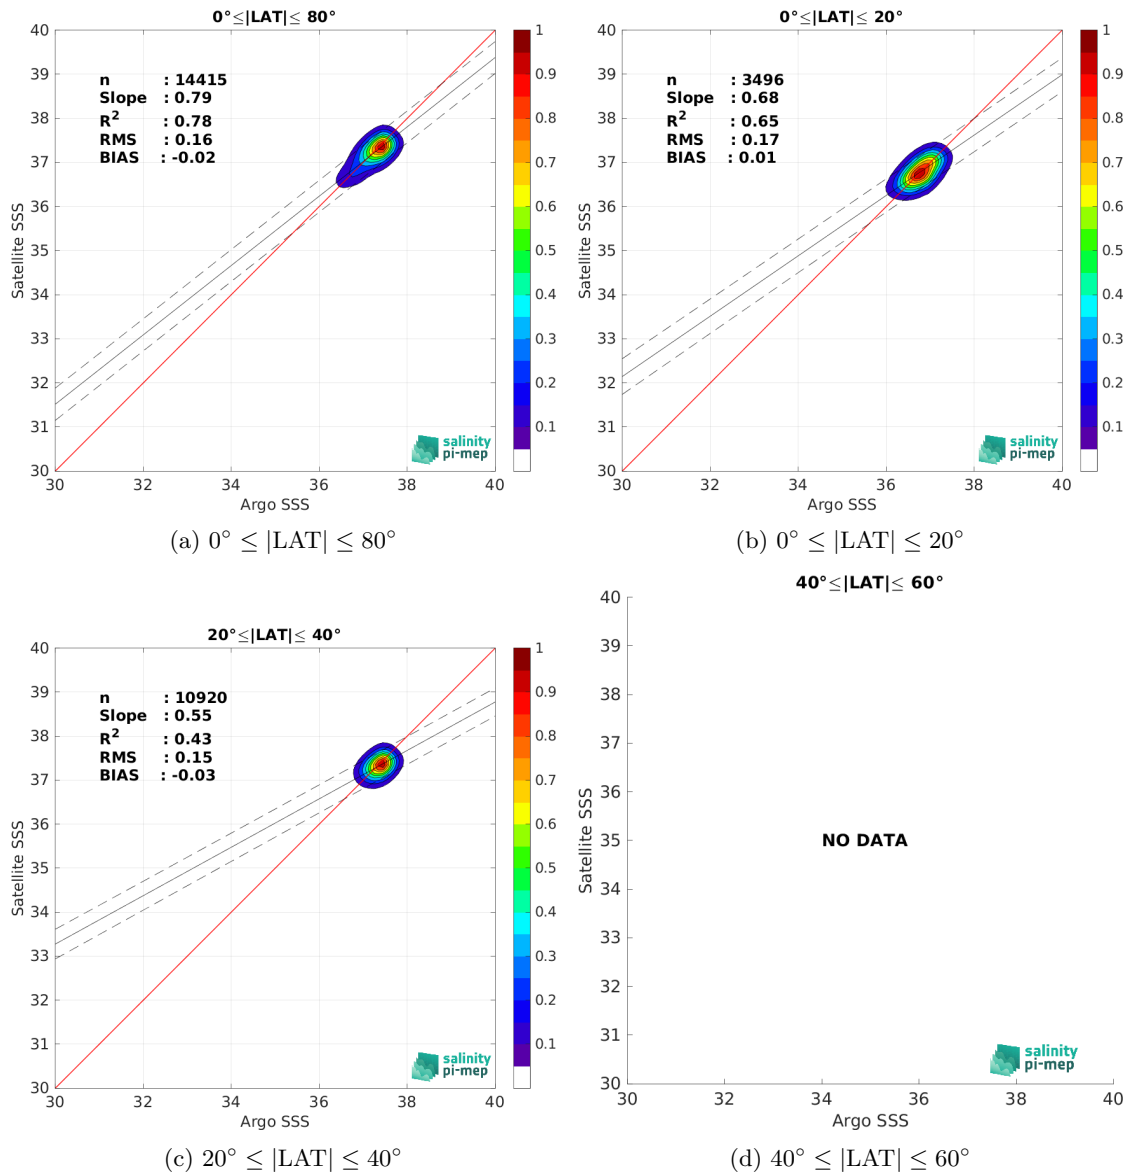 0°≤|LAT|≤ 80°
40
39
38
37
36
35
34
33
32
31
30
Satellite SSS
n : 14415
Slope : 0.79
R² : 0.78
RMS : 0.16
BIAS : -0.02
salinity
pi-mep
30 32 34 36 38 40
Argo SSS
1
0.9
0.8
0.7
0.6
0.5
0.4
0.3
0.2
0.1
(a) 0° ≤ |LAT| ≤ 80°
0°≤|LAT|≤ 20°
40
39
38
37
36
35
34
33
32
31
30
Satellite SSS
n : 3496
Slope : 0.68
R² : 0.65
RMS : 0.17
BIAS : 0.01
salinity
pi-mep
30 32 34 36 38 40
Argo SSS
1
0.9
0.8
0.7
0.6
0.5
0.4
0.3
0.2
0.1
(b) 0° ≤ |LAT| ≤ 20°
20°≤|LAT|≤ 40°
40
39
38
37
36
35
34
33
32
31
30
Satellite SSS
n : 10920
Slope : 0.55
R² : 0.43
RMS : 0.15
BIAS : -0.03
salinity
pi-mep
30 32 34 36 38 40
Argo SSS
1
0.9
0.8
0.7
0.6
0.5
0.4
0.3
0.2
0.1
(c) 20° ≤ |LAT| ≤ 40°
40°≤|LAT|≤ 60°
40
39
38
37
36
35
34
33
32
31
30
Satellite SSS
NO DATA
salinity
pi-mep
30 32 34 36 38 40
Argo SSS
(d) 40° ≤ |LAT| ≤ 60°